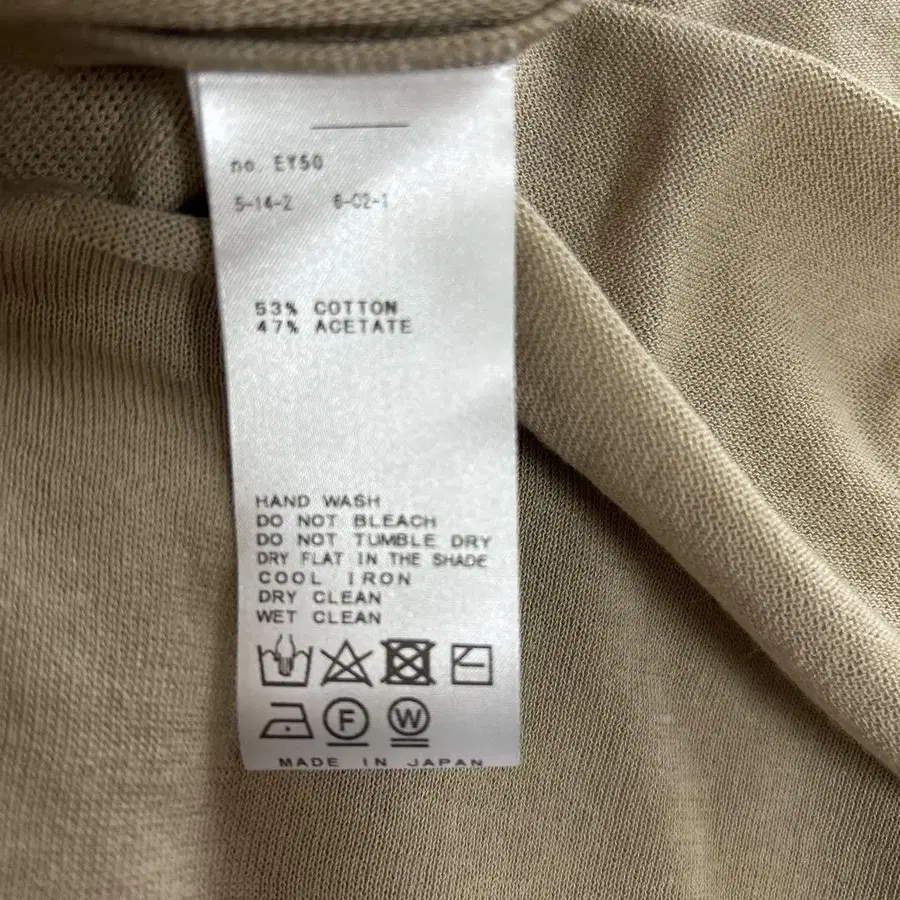 no. EY50
5-14-2 6-02-1
53% COTTON
47% ACETATE
HAND WASH
DO NOT BLEACH
DO NOT TUMBLE DRY
DRY FLAT IN THE SHADE
COOL IRON
DRY CLEAN
WET CLEAN
F W
MADE IN JAPAN